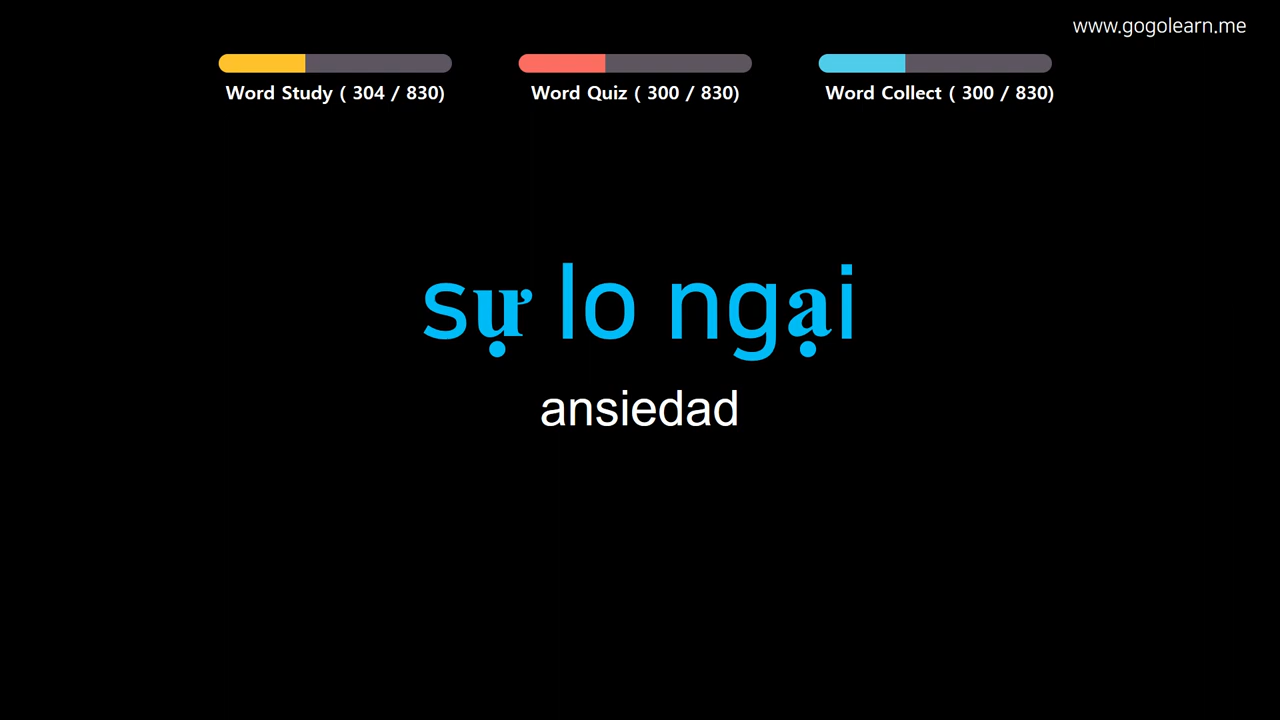 www.gogolearn.me
Word Study ( 304 / 830)
Word Quiz ( 300 / 830)
Word Collect ( 300 / 830)
sự lo ngại
ansiedad